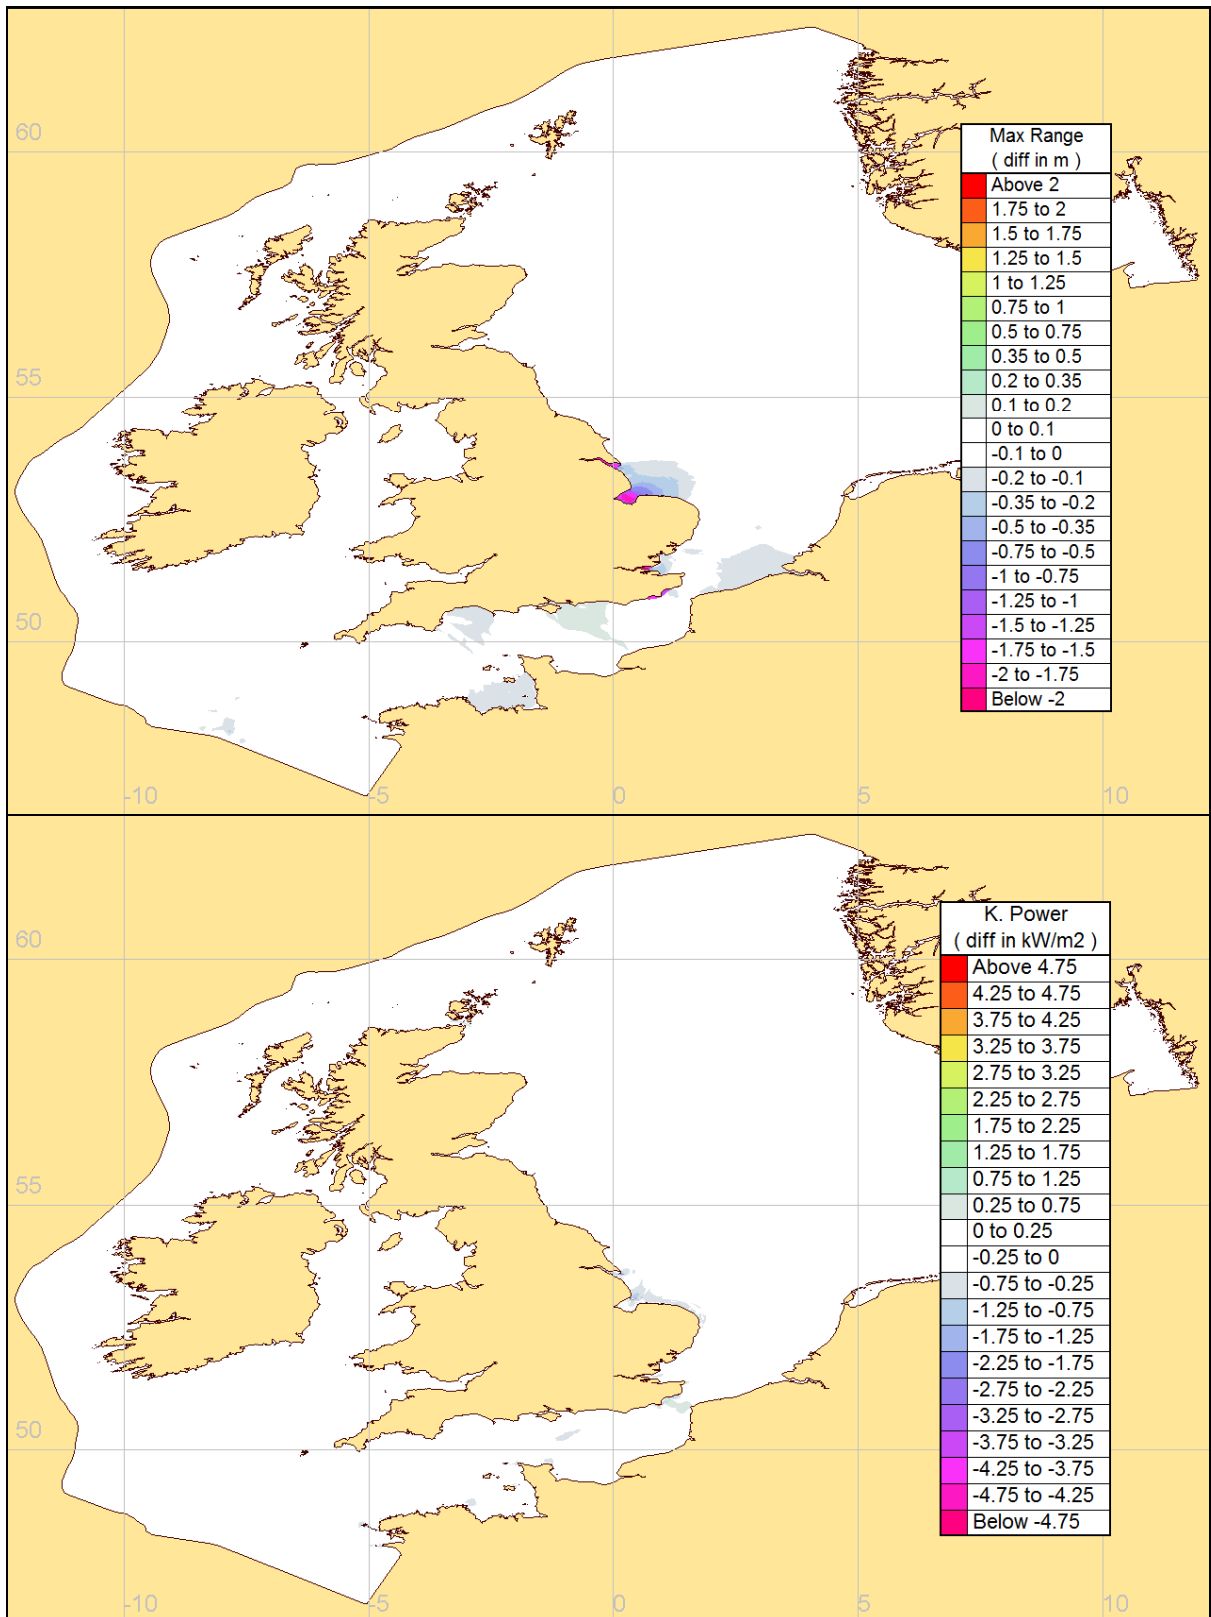 60
55
50
-10
-5
0
5
10
Max Range
( diff in m )
Above 2
1.75 to 2
1.5 to 1.75
1.25 to 1.5
1 to 1.25
0.75 to 1
0.5 to 0.75
0.35 to 0.5
0.2 to 0.35
0.1 to 0.2
0 to 0.1
-0.1 to 0
-0.2 to -0.1
-0.35 to -0.2
-0.5 to -0.35
-0.75 to -0.5
-1 to -0.75
-1.25 to -1
-1.5 to -1.25
-1.75 to -1.5
-2 to -1.75
Below -2
60
55
50
-10
-5
0
5
10
K. Power
( diff in kW/m2 )
Above 4.75
4.25 to 4.75
3.75 to 4.25
3.25 to 3.75
2.75 to 3.25
2.25 to 2.75
1.75 to 2.25
1.25 to 1.75
0.75 to 1.25
0.25 to 0.75
0 to 0.25
-0.25 to 0
-0.75 to -0.25
-1.25 to -0.75
-1.75 to -1.25
-2.25 to -1.75
-2.75 to -2.25
-3.25 to -2.75
-3.75 to -3.25
-4.25 to -3.75
-4.75 to -4.25
Below -4.75